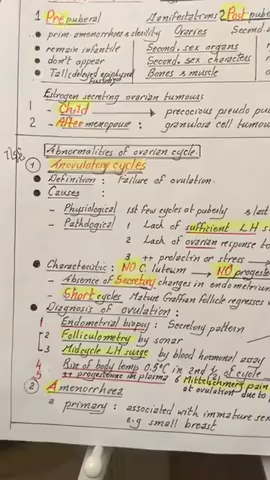 1 Prepuberal Manifestations 2 Postpube
prim. amenorrhea & sterility Ovaries Second.
remain infantile Second. sex organs
don't appear Second. sex characters
Tall, delayed epiphyseal Bones & muscle
Estrogen secreting ovarian tumours
1 - Child → precocious pseudo pu
2 - After menopause : granulosa cell tumou
Abnormalities of ovarian cycle.
1 Anovulatory cycles
Definition : Failure of ovulation.
Causes :
- Physiological 1st few cycles at puberty & last
- Pathological 1 Lack of sufficient LH s
2 Lack of ovarian response to
3 ++ prolactin or stress
Characteristic : NO C. luteum → NO progeste
- Absence of Secretory changes in endometrium
- Short cycles Mature Graffian follicle regresses
Diagnosis of ovulation :
1 Endometrial biopsy : Secretory pattern
2 Folliculometry by sonar
3 Midcycle LH surge by blood hormonal assay
4 Rise of body temp 0.5°C in 2nd ½ of cycle
5 ++ progesterone in plasma 6 Mittelschmerz pain
at ovulation due to
2 Amenorrhea
a primary : associated with immature sex
e.g small breast